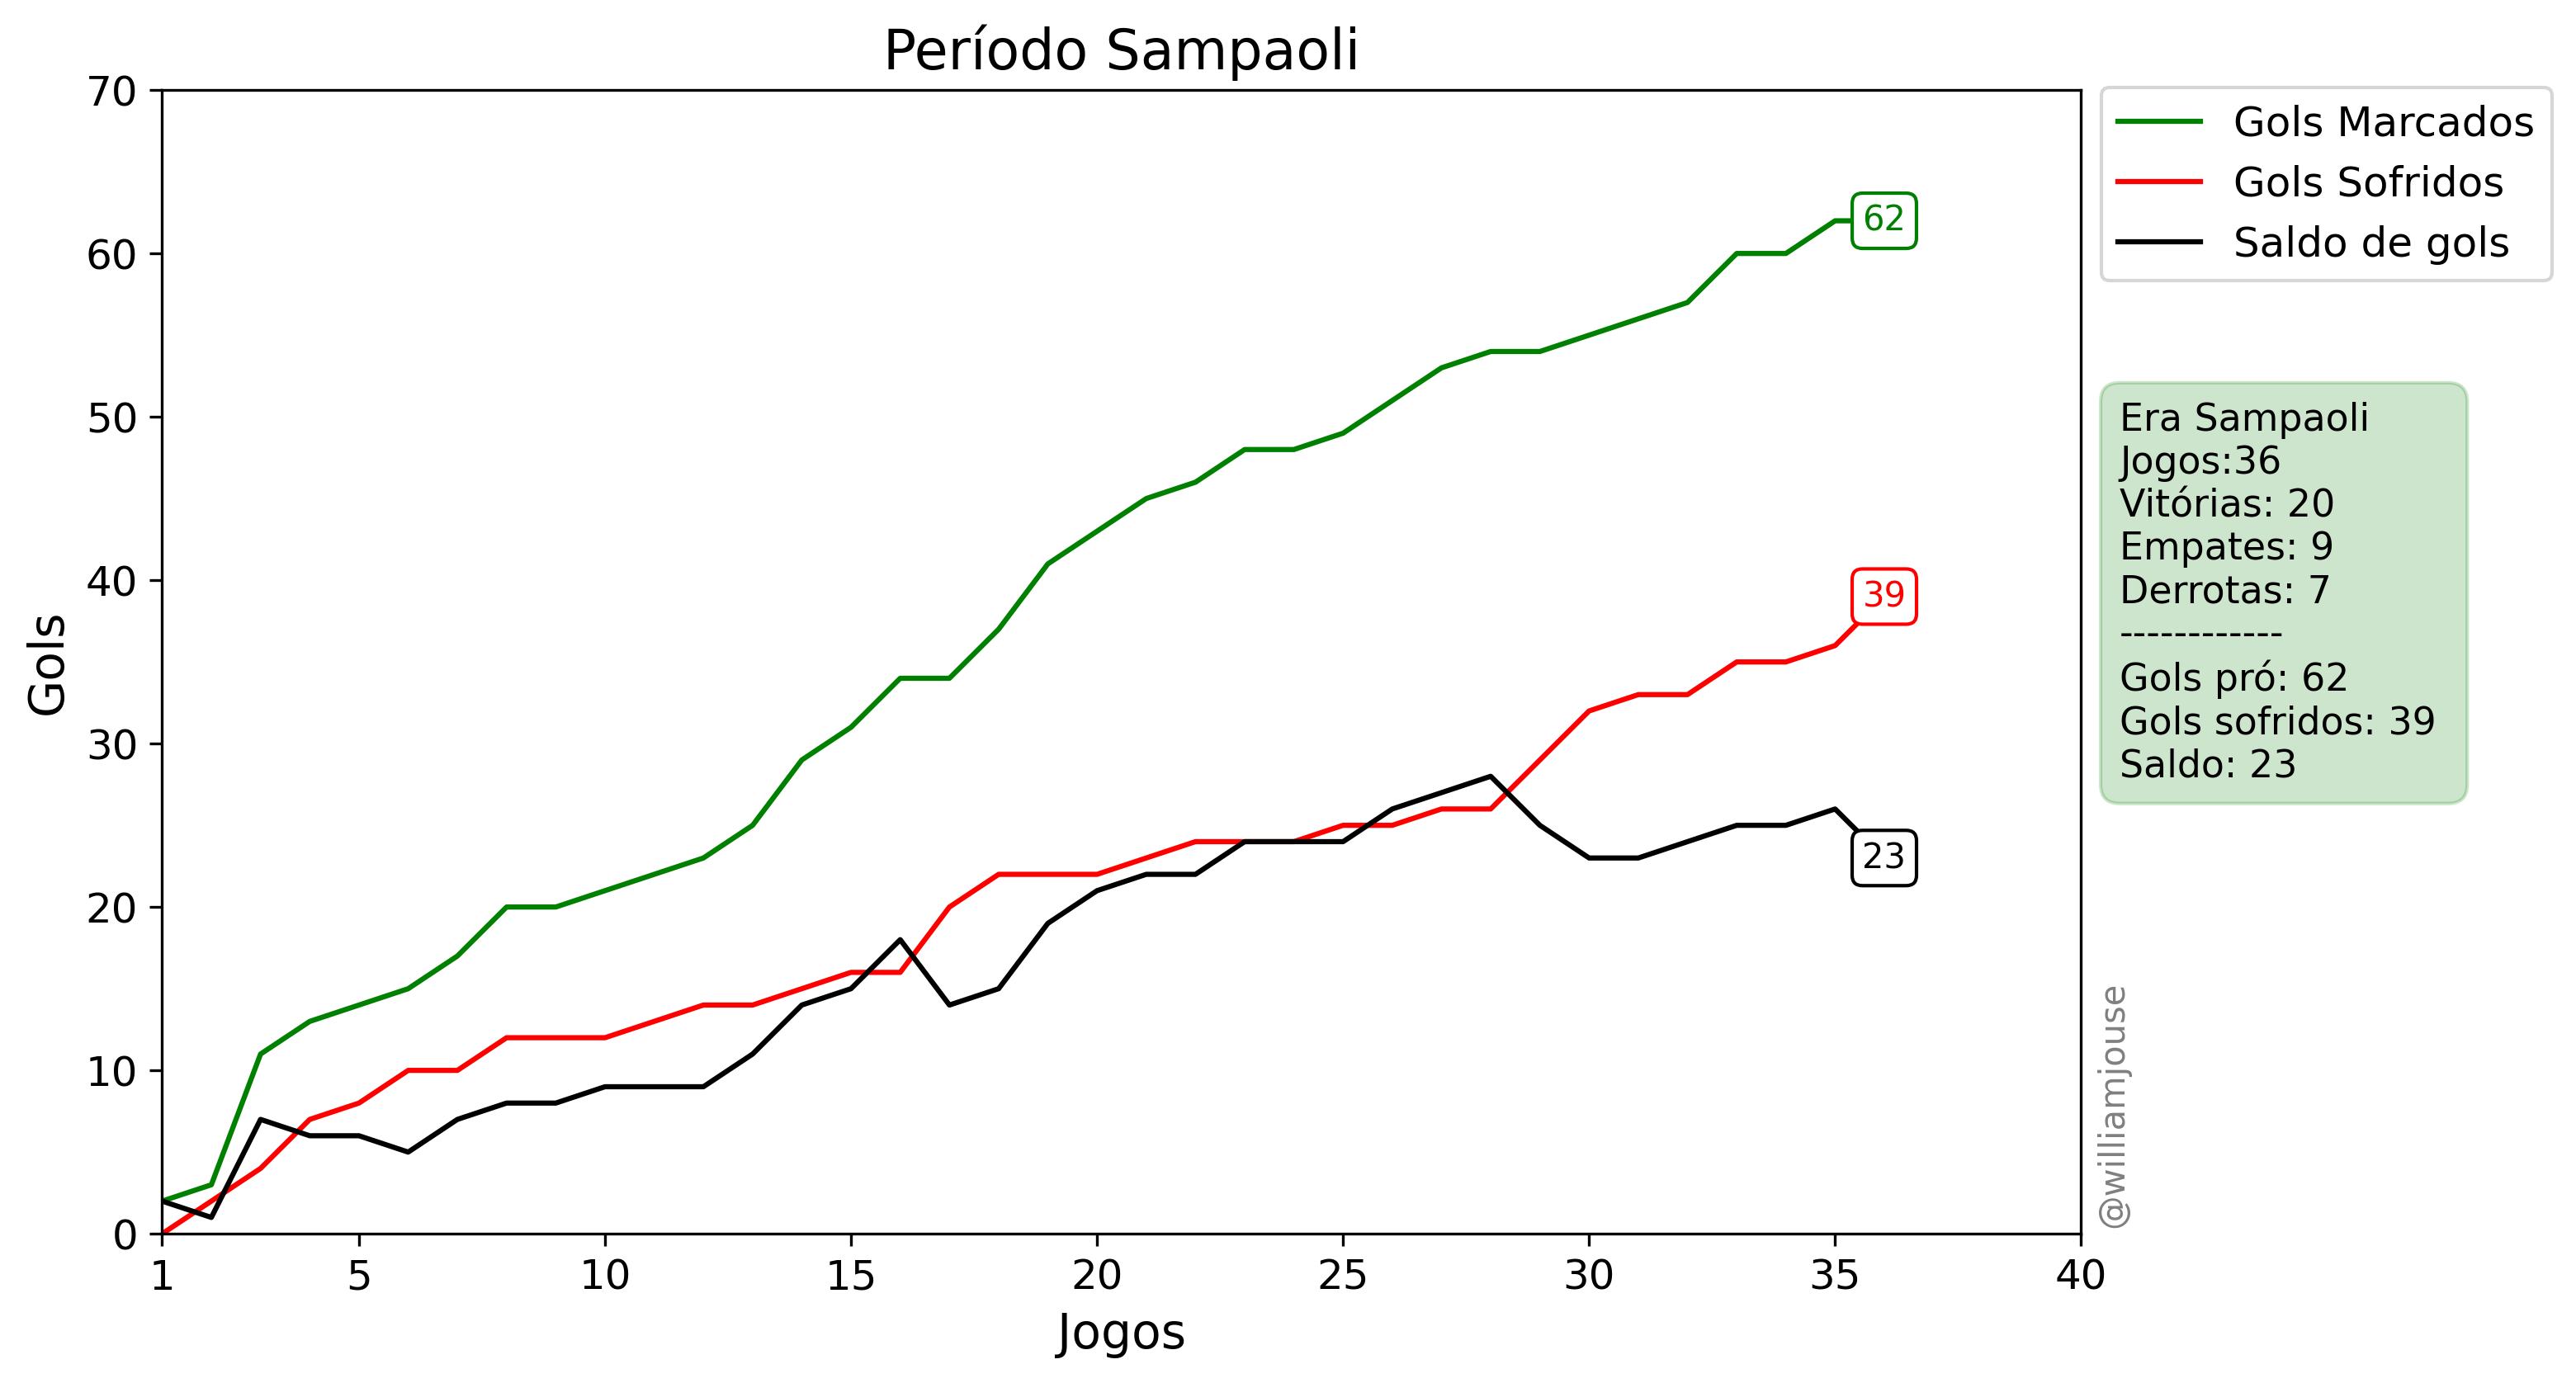 Período Sampaoli
70
60
50
40
30
20
10
0
Gols
1
5
10
15
20
25
30
35
40
Jogos
62
39
23
Gols Marcados
Gols Sofridos
Saldo de gols
Era Sampaoli
Jogos:36
Vitórias: 20
Empates: 9
Derrotas: 7
------------
Gols pró: 62
Gols sofridos: 39
Saldo: 23
@williamjouse